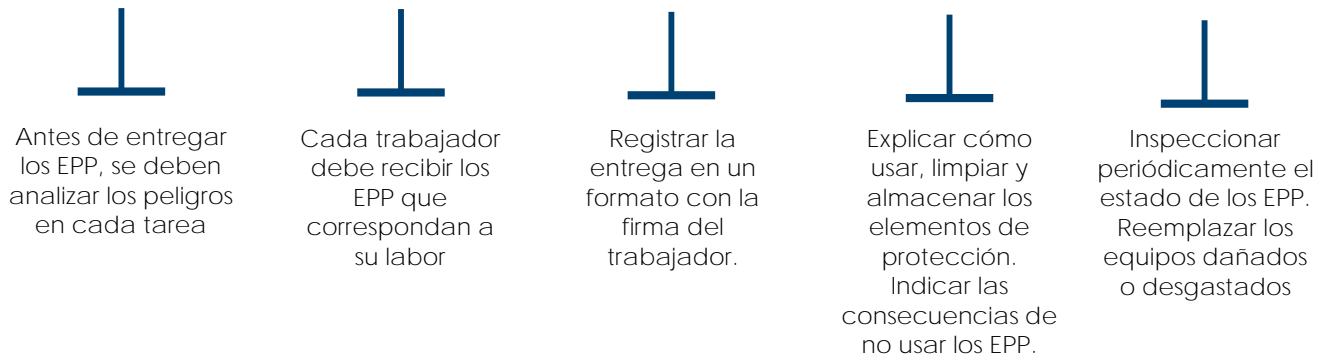 Antes de entregar
los EPP, se deben
analizar los peligros
en cada tarea
Cada trabajador
debe recibir los
EPP que
correspondan a
su labor
Registrar la
entrega en un
formato con la
firma del
trabajador.
Explicar cómo
usar, limpiar y
almacenar los
elementos de
protección.
Indicar las
consecuencias de
no usar los EPP.
Inspeccionar
periódicamente el
estado de los EPP.
Reemplazar los
equipos dañados
o desgastados